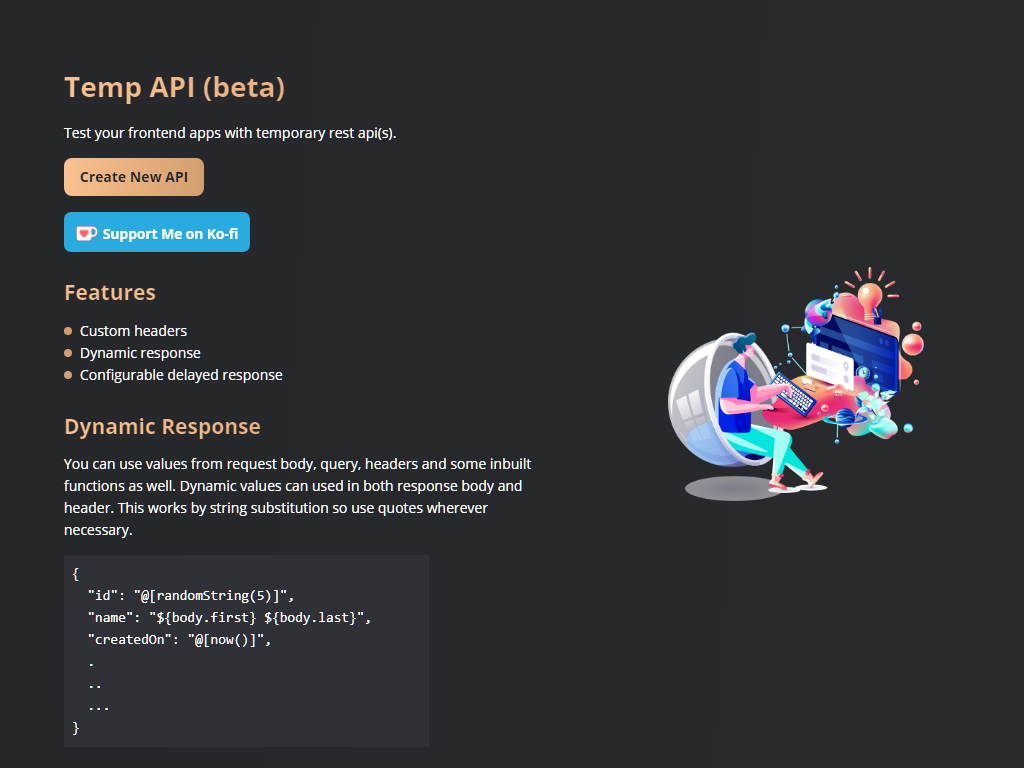 Temp API (beta)
Test your frontend apps with temporary rest api(s).
Create New API
Support Me on Ko-fi
Features
Custom headers
Dynamic response
Configurable delayed response
Dynamic Response
You can use values from request body, query, headers and some inbuilt
functions as well. Dynamic values can used in both response body and
header. This works by string substitution so use quotes wherever
necessary.
{
"id": "@[randomString(5)]",
"name": "${body.first} ${body.last}",
"createdOn": "@[now()]",
.
..
...
}